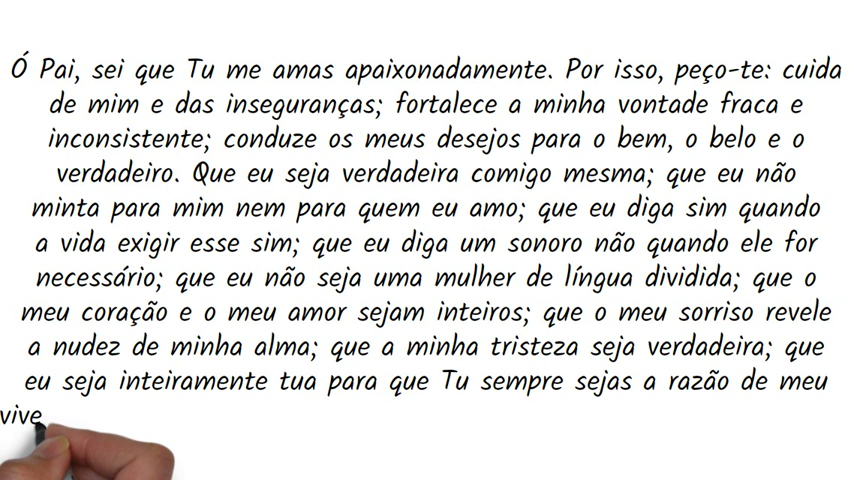 Ó Pai, sei que Tu me amas apaixonadamente. Por isso, peço-te: cuida
de mim e das inseguranças; fortalece a minha vontade fraca e
inconsistente; conduze os meus desejos para o bem, o belo e o
verdadeiro. Que eu seja verdadeira comigo mesma; que eu não
minta para mim nem para quem eu amo; que eu diga sim quando
a vida exigir esse sim; que eu diga um sonoro não quando ele for
necessário; que eu não seja uma mulher de língua dividida; que o
meu coração e o meu amor sejam inteiros; que o meu sorriso revele
a nudez de minha alma; que a minha tristeza seja verdadeira; que
eu seja inteiramente tua para que Tu sempre sejas a razão de meu
vive